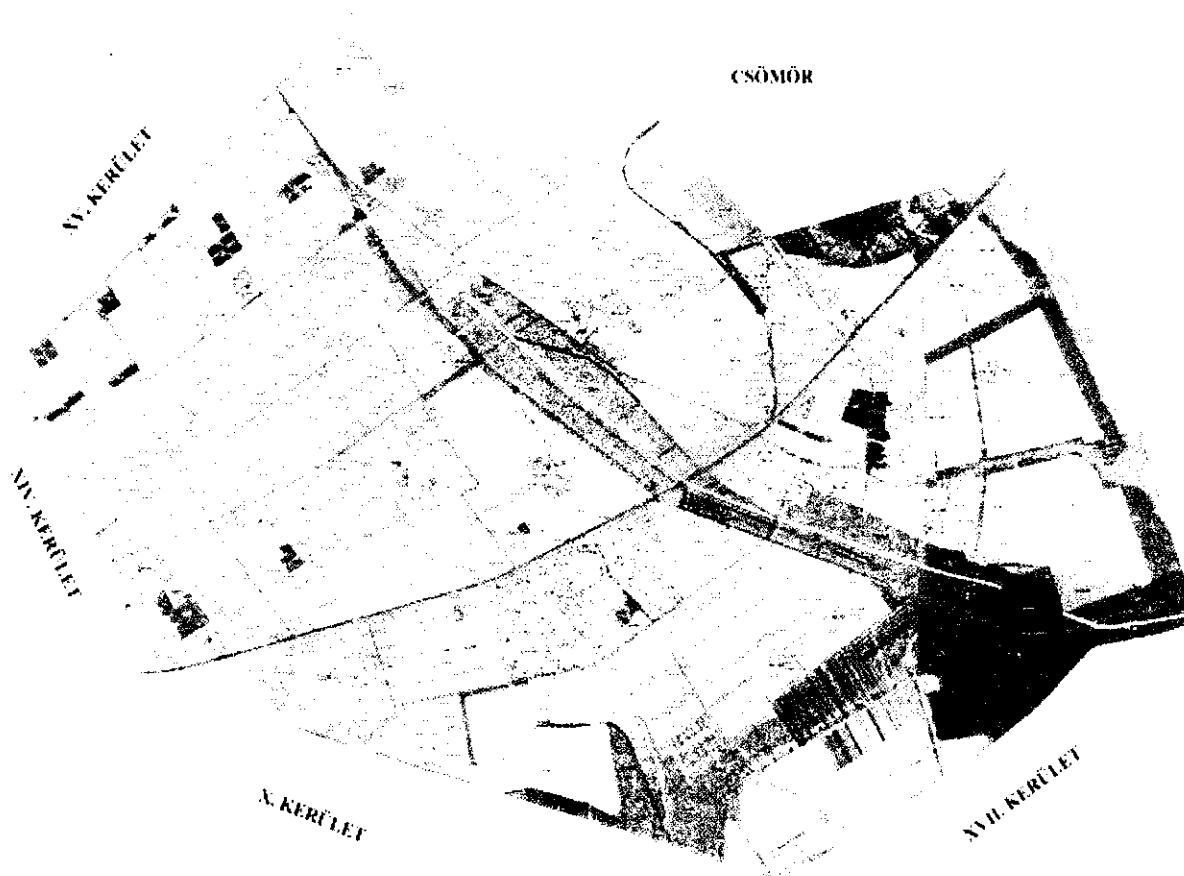 CSÖMÖR
XV. KERÜLET
XIV. KERÜLET
X. KERÜLET
XVII. KERÜLET